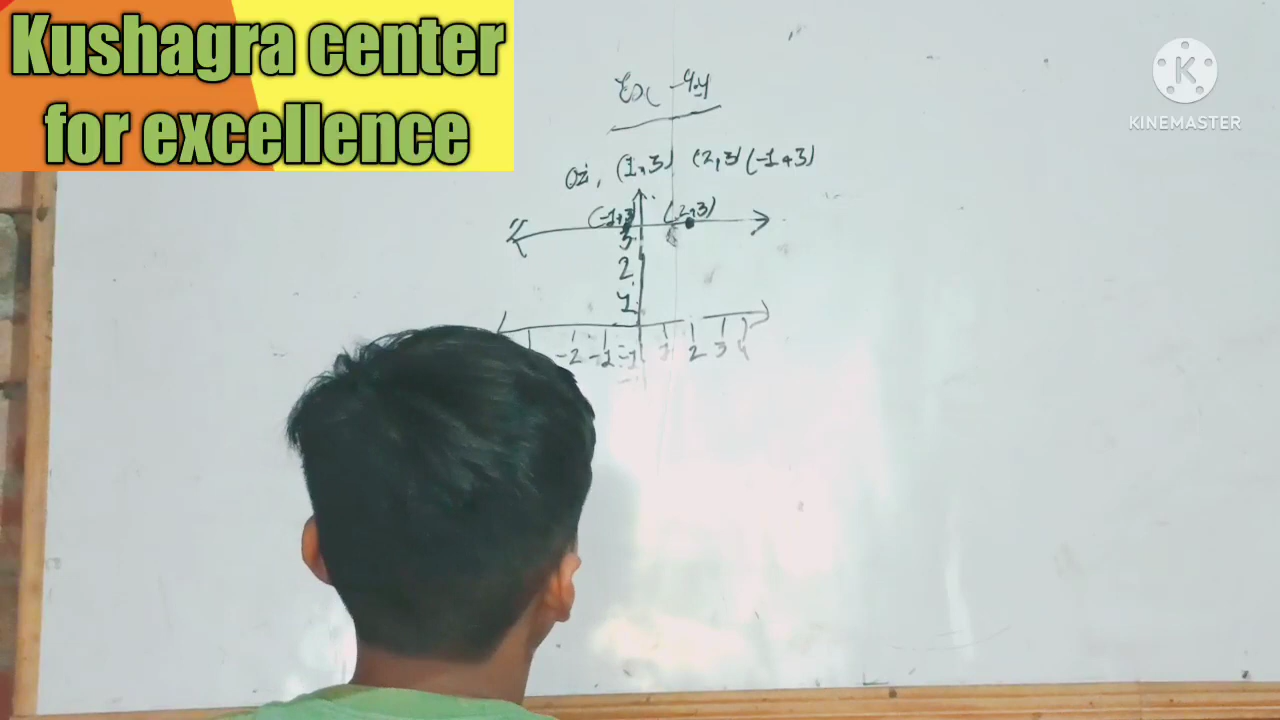 Kushagra center
for excellence
KINEMASTER
Ex - 4.4
(1,3) (2,3) (-1,3)
(-1,3) (2,3)
3
2
1
-2 -1 -1 1 2 3 4